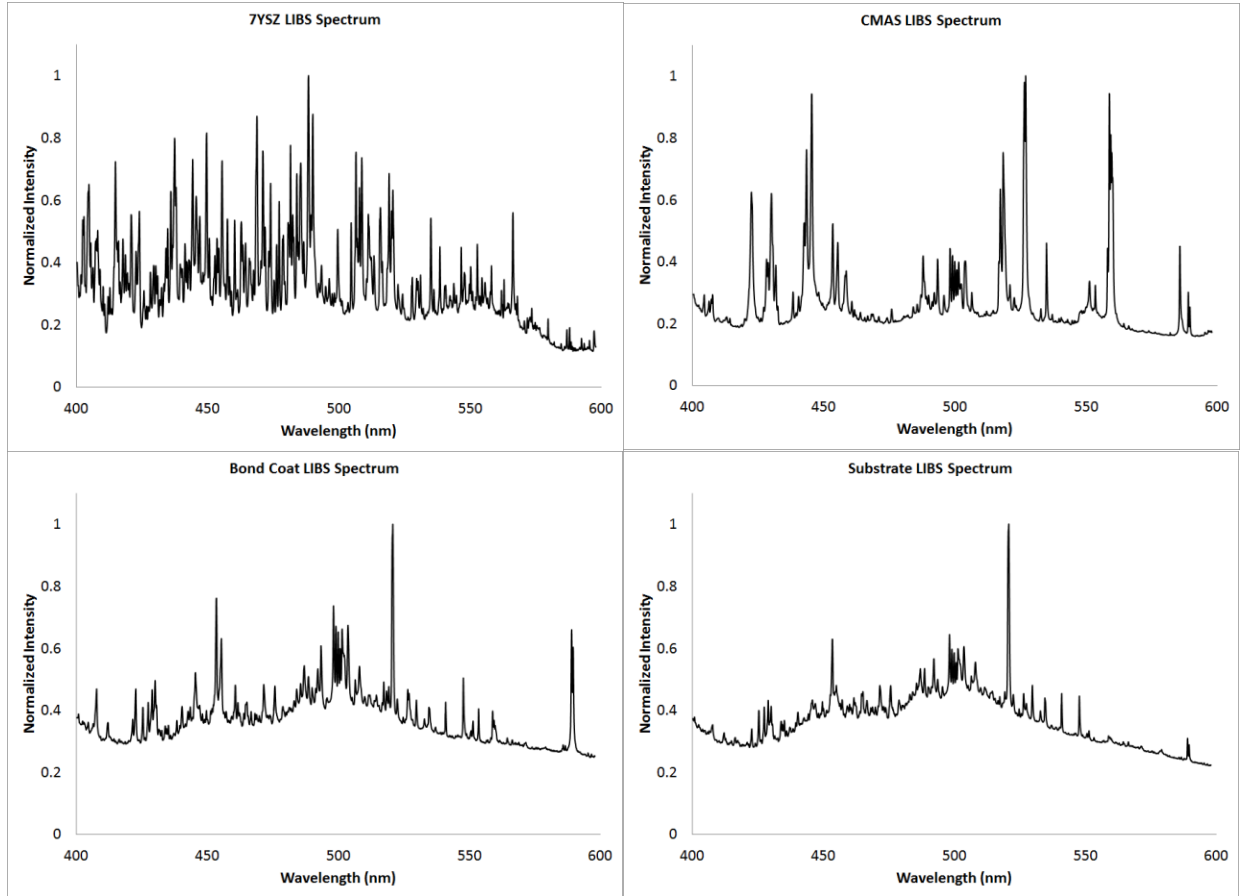 7YSZ LIBS Spectrum
Normalized Intensity
1
0.8
0.6
0.4
0.2
0
400 450 500 550 600
Wavelength (nm)
CMAS LIBS Spectrum
Normalized Intensity
1
0.8
0.6
0.4
0.2
0
400 450 500 550 600
Wavelength (nm)
Bond Coat LIBS Spectrum
Normalized Intensity
1
0.8
0.6
0.4
0.2
0
400 450 500 550 600
Wavelength (nm)
Substrate LIBS Spectrum
Normalized Intensity
1
0.8
0.6
0.4
0.2
0
400 450 500 550 600
Wavelength (nm)